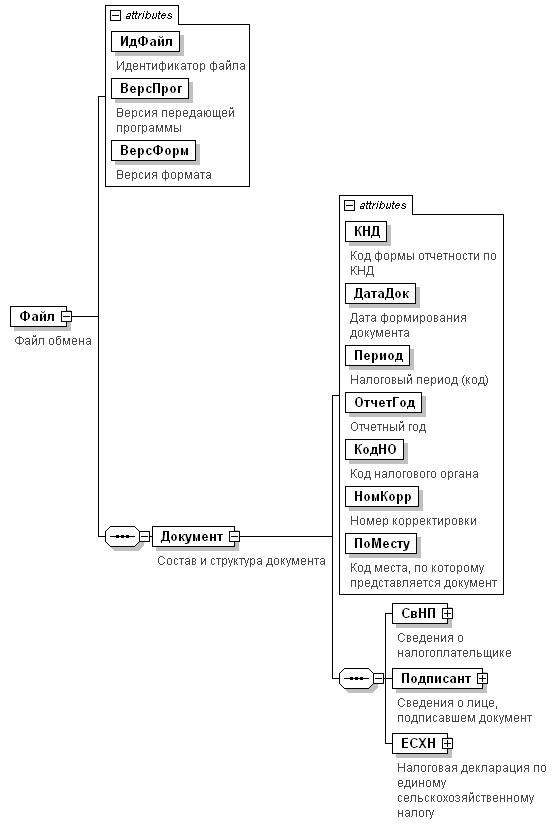 attributes
ИдФайл
Идентификатор файла
ВерсПрог
Версия передающей
программы
ВерсФорм
Версия формата
Файл
Файл обмена
Документ
Состав и структура документа
attributes
КНД
Код формы отчетности по
КНД
ДатаДок
Дата формирования
документа
Период
Налоговый период (код)
ОтчетГод
Отчетный год
КодНО
Код налогового органа
НомКорр
Номер корректировки
ПоМесту
Код места, по которому
представляется документ
СвНП
Сведения о
налогоплательщике
Подписант
Сведения о лице,
подписавшем документ
ЕСХН
Налоговая декларация по
единому
сельскохозяйственному
налогу